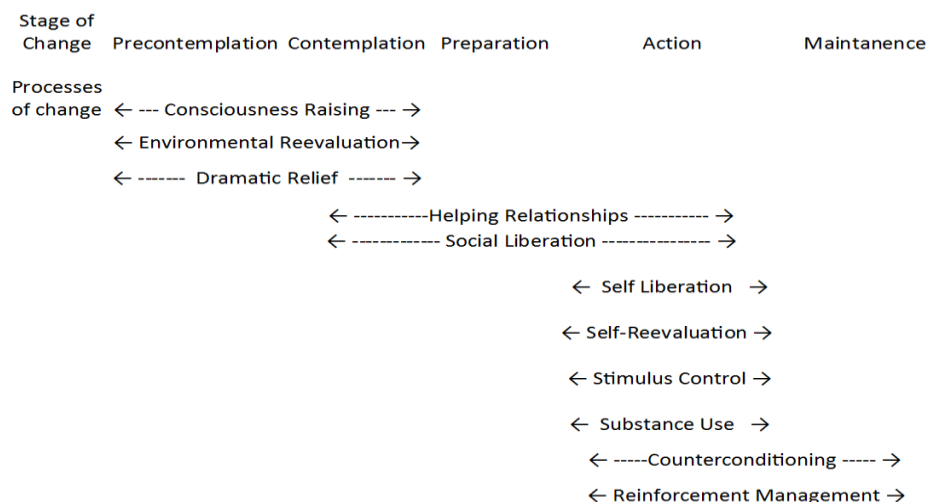 Stage of
Change Precontemplation Contemplation Preparation Action Maintanence
Processes
of change ← --- Consciousness Raising --- →
← Environmental Reevaluation→
← ------- Dramatic Relief ------- →
← -----------Helping Relationships ----------- →
← ------------- Social Liberation ---------------- →
← Self Liberation →
← Self-Reevaluation →
← Stimulus Control →
← Substance Use →
← -----Counterconditioning ----- →
← Reinforcement Management →